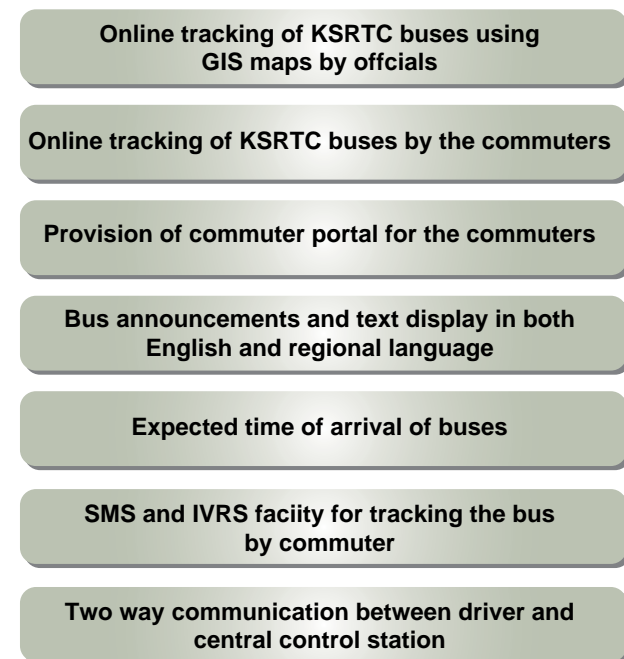 Online tracking of KSRTC buses using
GIS maps by offcials
Online tracking of KSRTC buses by the commuters
Provision of commuter portal for the commuters
Bus announcements and text display in both
English and regional language
Expected time of arrival of buses
SMS and IVRS faciity for tracking the bus
by commuter
Two way communication between driver and
central control station